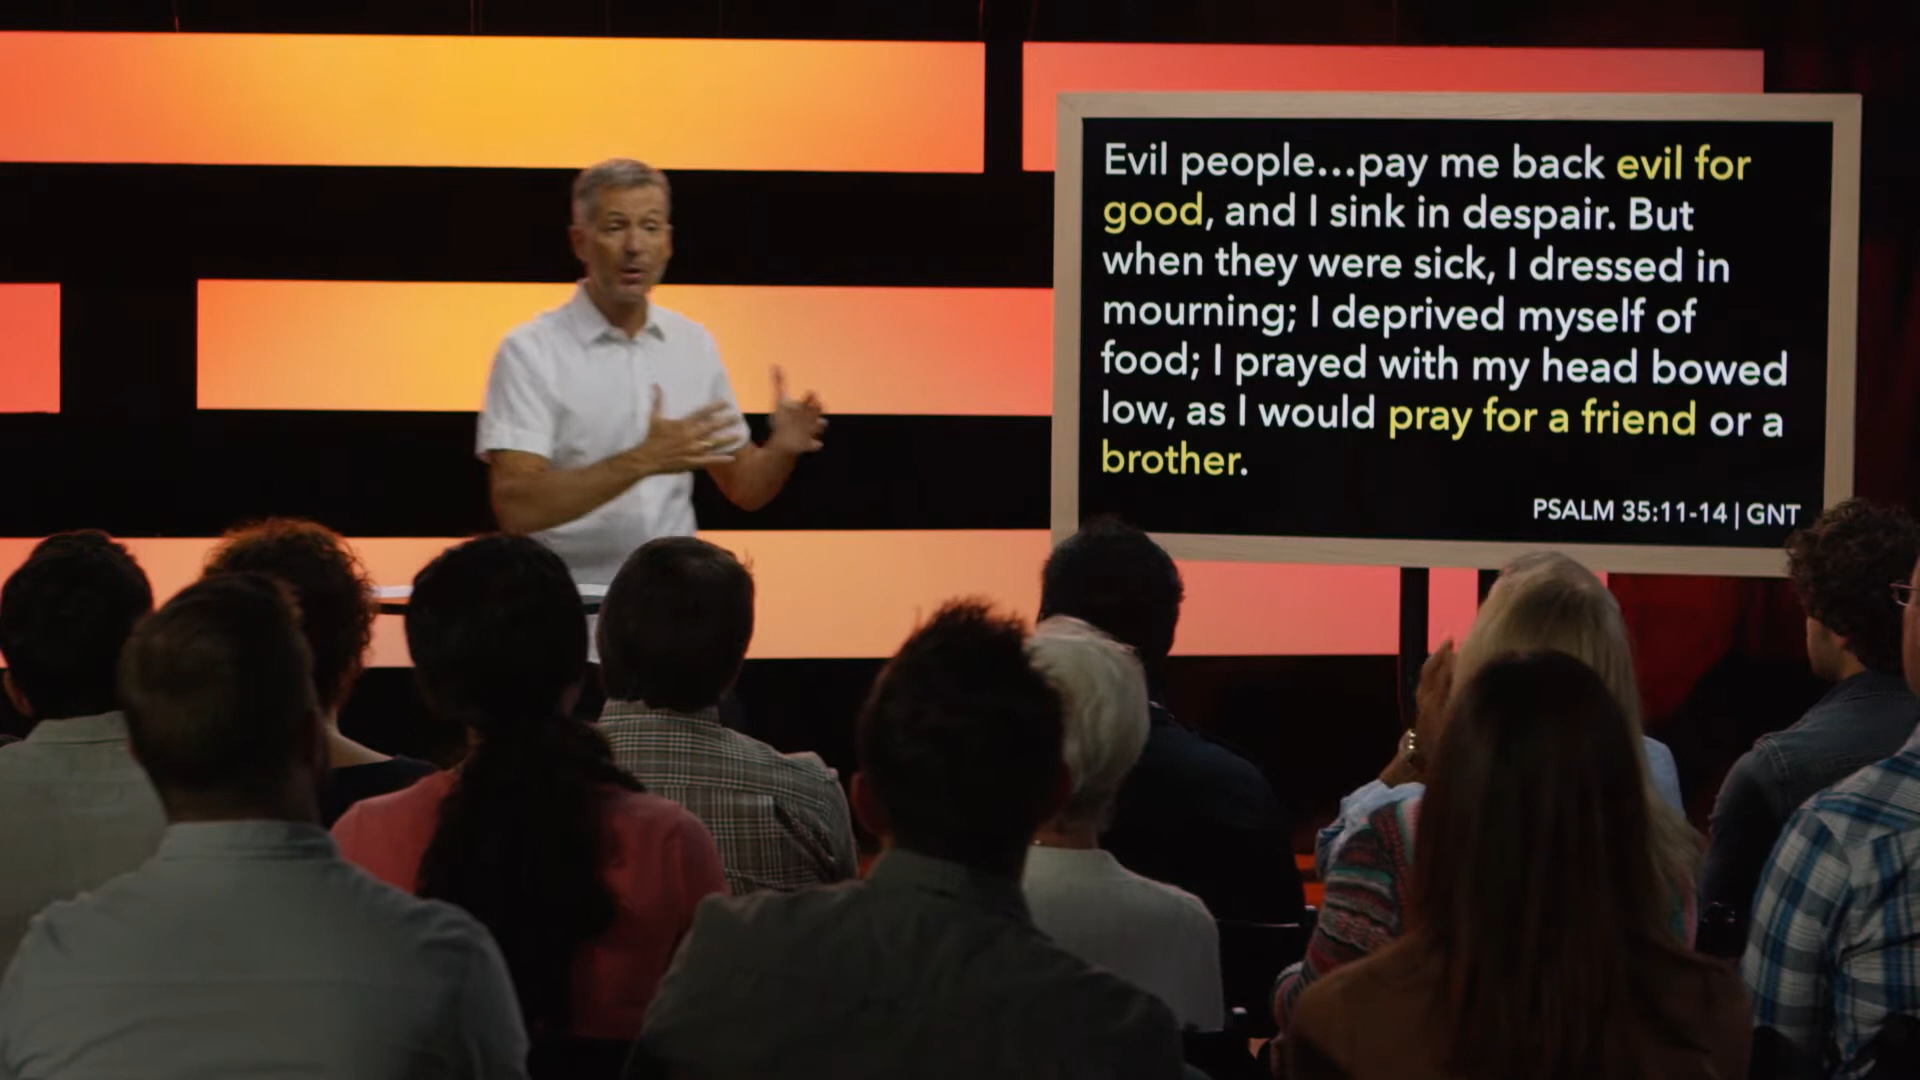 Evil people...pay me back evil for
good, and I sink in despair. But
when they were sick, I dressed in
mourning; I deprived myself of
food; I prayed with my head bowed
low, as I would pray for a friend or a
brother.
PSALM 35:11-14 | GNT